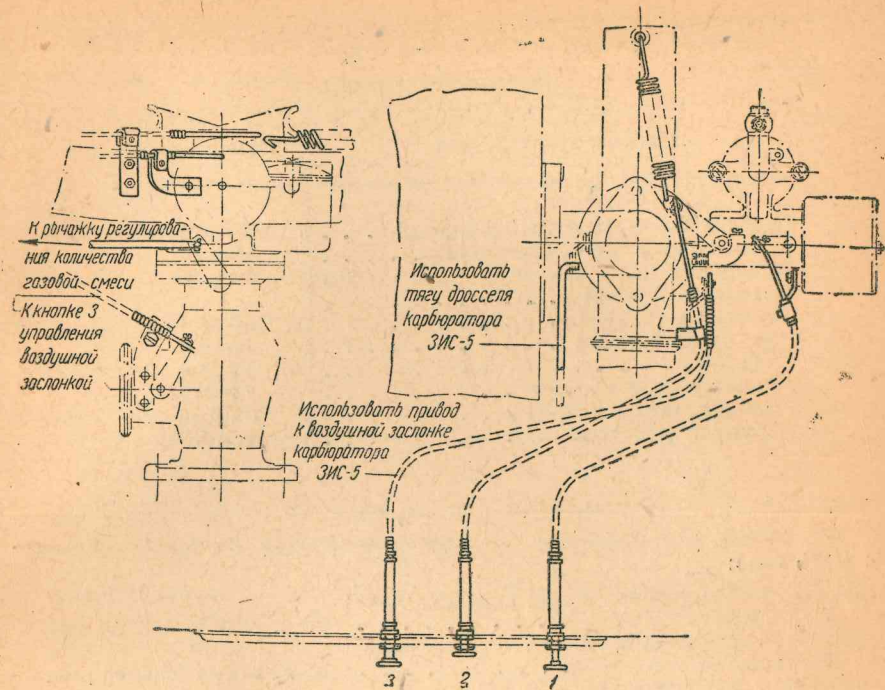 К рычажку регулирова-
ния количества
газовой смеси
К кнопке 3
управления
воздушной
заслонкой
Использовать
тягу дросселя
карбюратора
ЗИС-5
Использовать привод
к воздушной заслонке
карбюратора
ЗИС-5
3 2 1